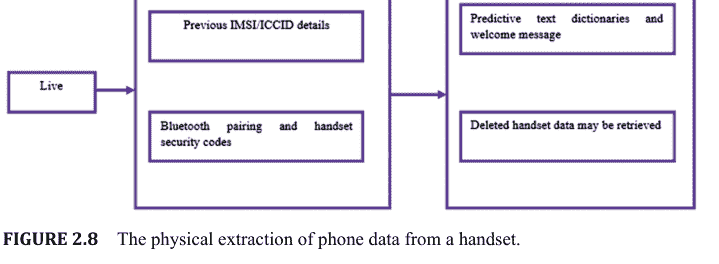 Live
Previous IMSI/ICCID details
Bluetooth pairing and handset
security codes
Predictive text dictionaries and
welcome message
Deleted handset data may be retrieved
FIGURE 2.8 The physical extraction of phone data from a handset.